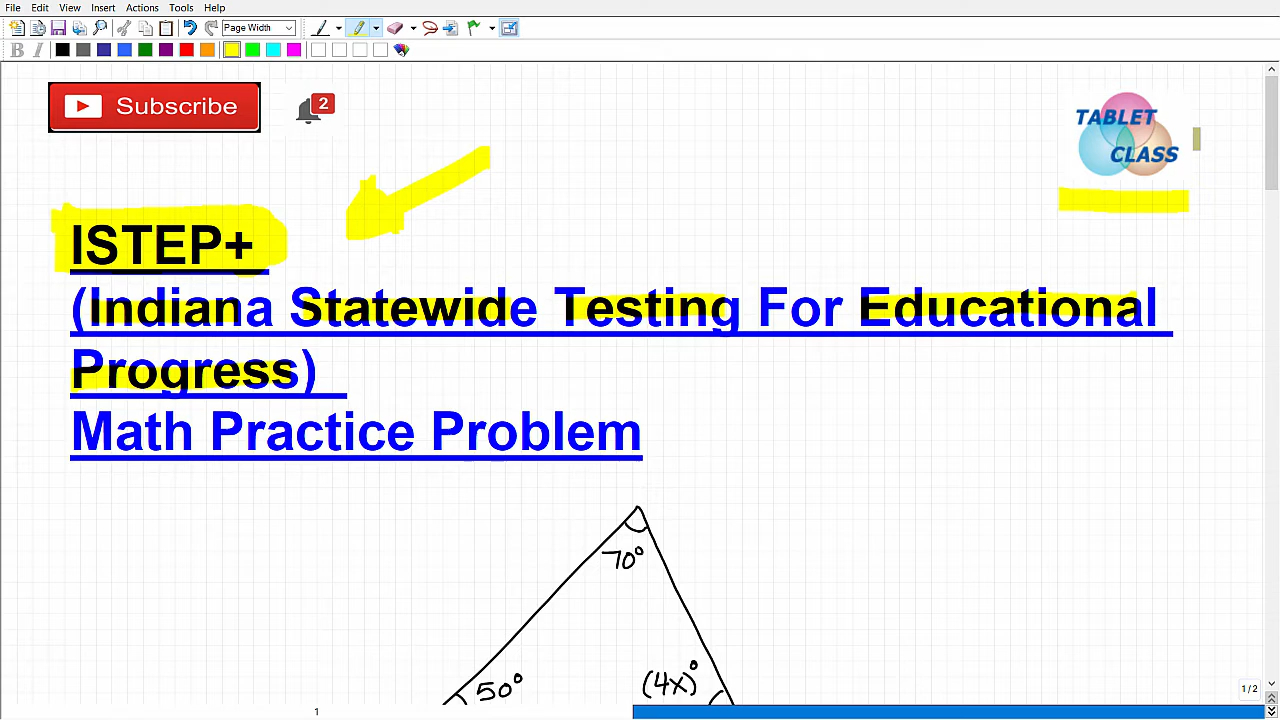 File Edit View Insert Actions Tools Help
Page Width
B I
Subscribe
2
TABLET
CLASS
ISTEP+
(Indiana Statewide Testing For Educational
Progress)
Math Practice Problem
70°
50°
(4x)°
1/2
1